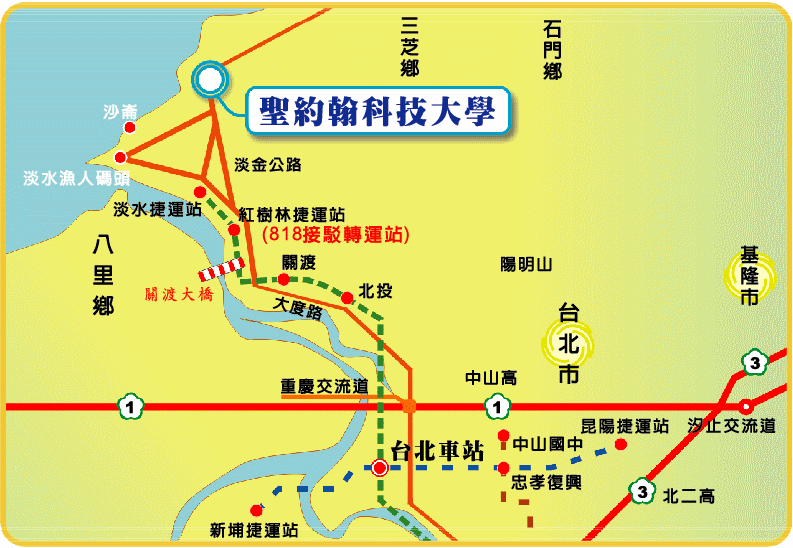 三芝鄉
石門鄉
聖約翰科技大學
沙崙
淡水漁人碼頭
淡金公路
淡水捷運站
紅樹林捷運站
(818接駁轉運站)
八里鄉
關渡
陽明山
基隆市
關渡大橋
北投
大度路
台北市
重慶交流道
中山高
3
1
1
汐止交流道
昆陽捷運站
中山國中
台北車站
忠孝復興
3
北二高
新埔捷運站